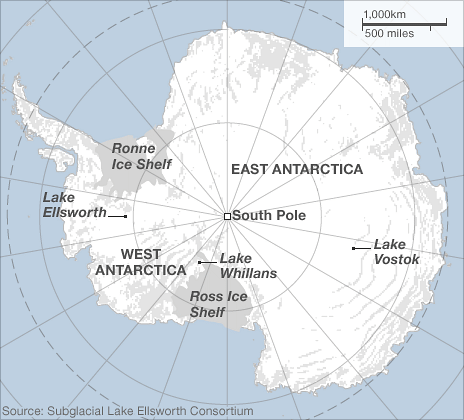 1,000km
500 miles
Ronne
Ice Shelf
EAST ANTARCTICA
Lake
Ellsworth
South Pole
WEST
ANTARCTICA
Lake
Whillans
Lake
Vostok
Ross Ice
Shelf
Source: Subglacial Lake Ellsworth Consortium